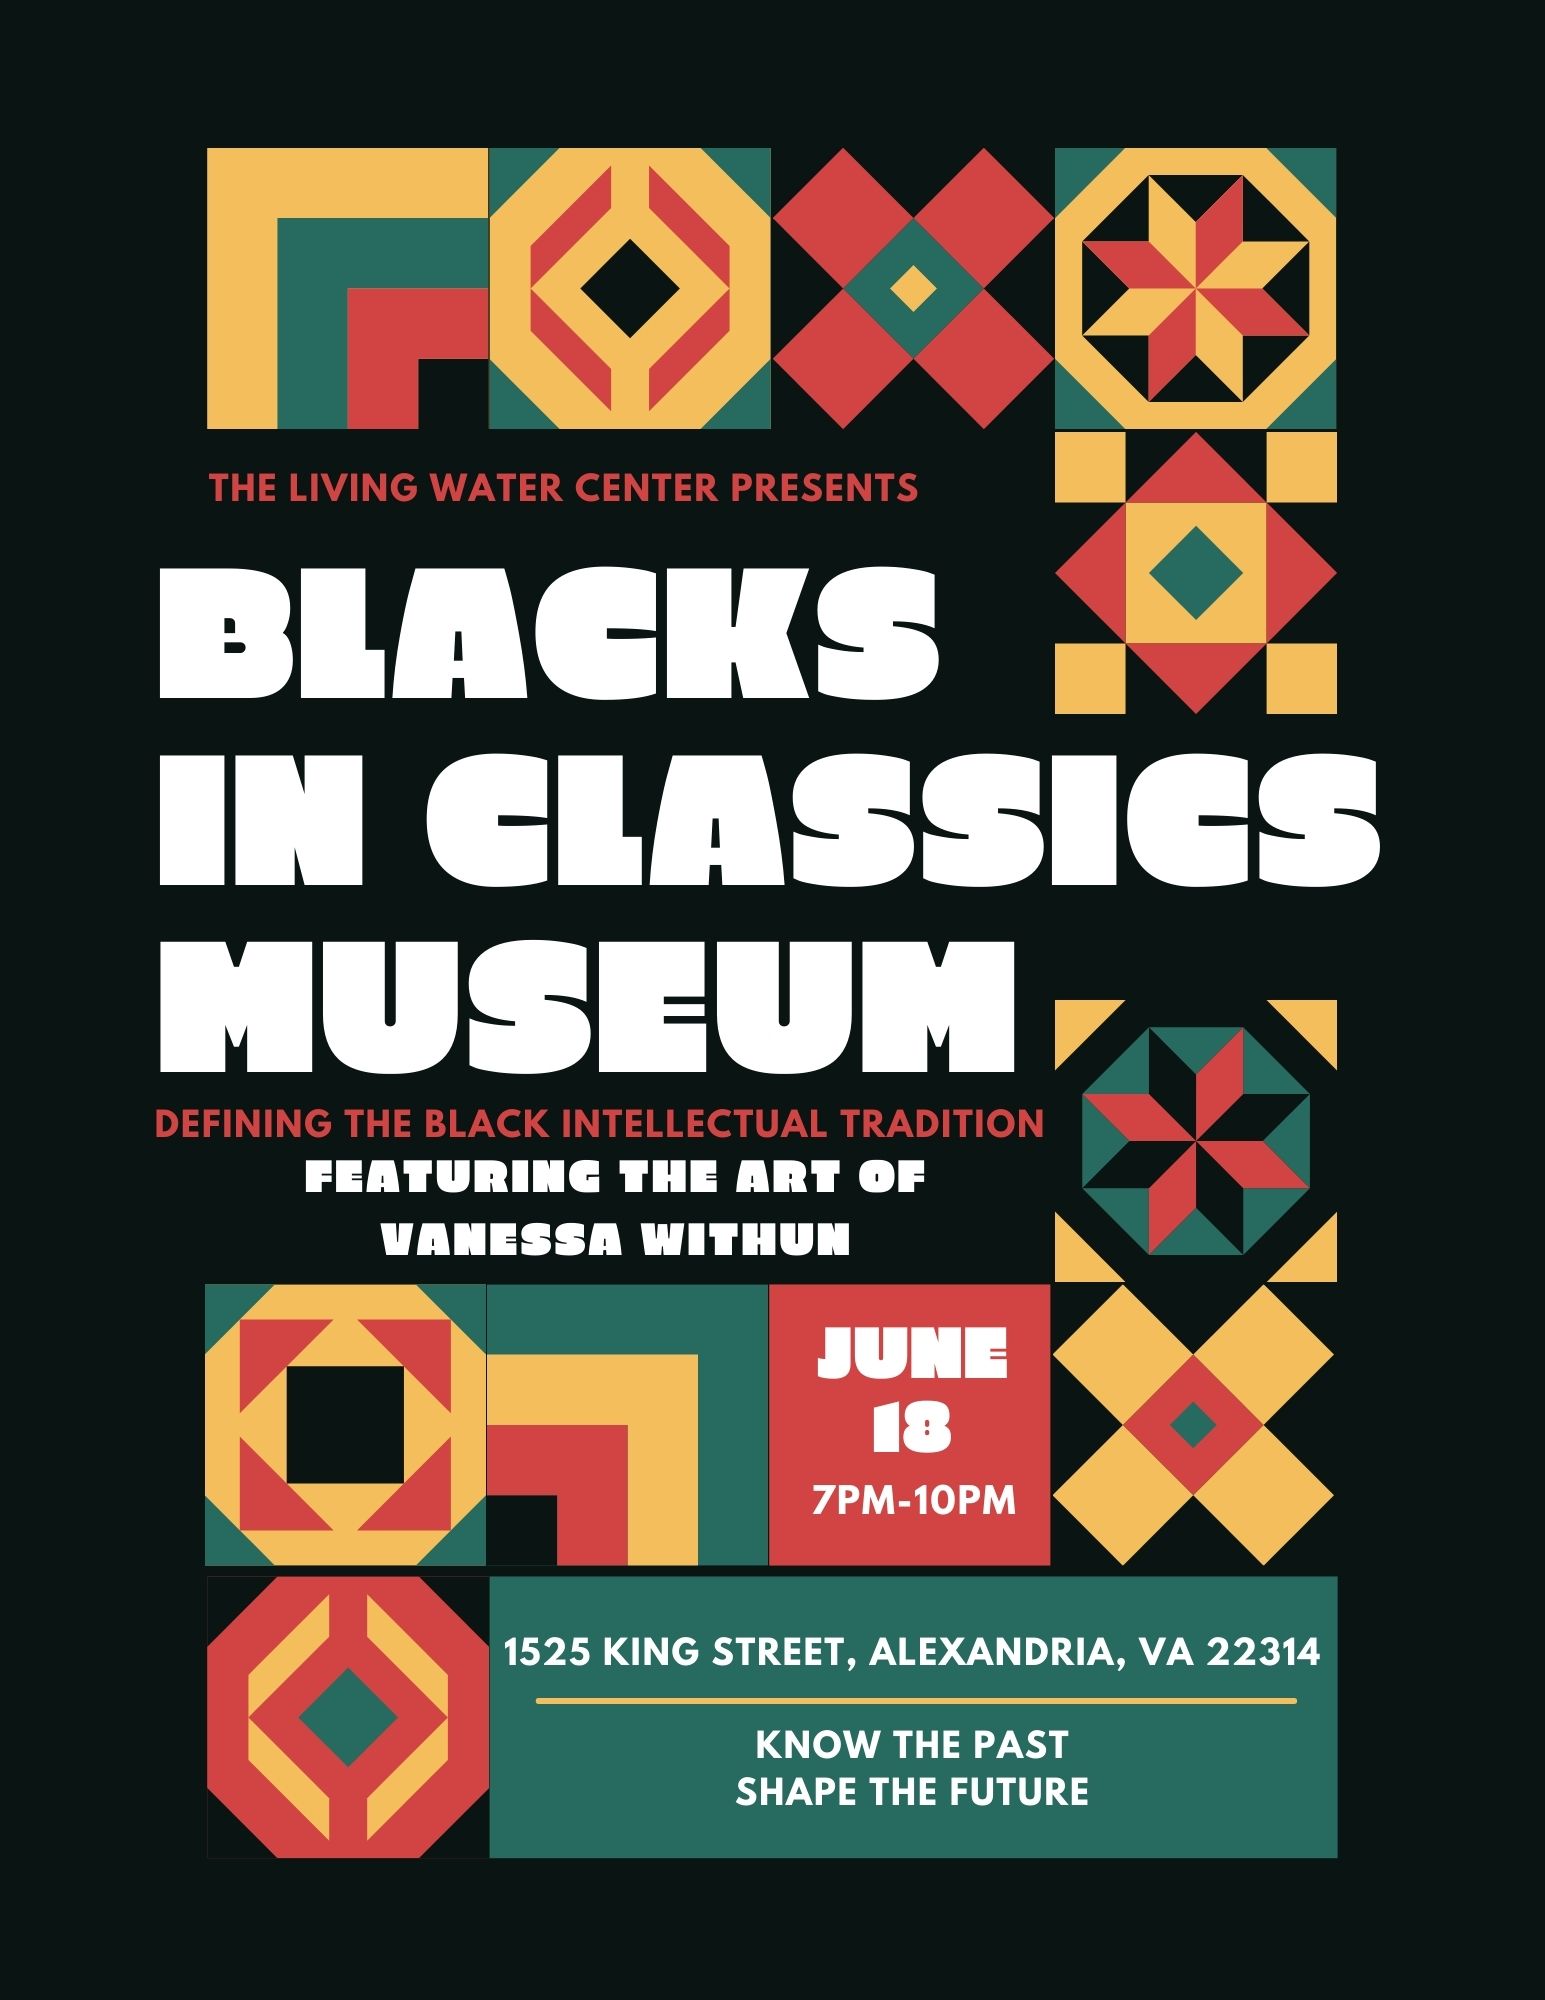 THE LIVING WATER CENTER PRESENTS
BLACKS
IN CLASSICS
MUSEUM
DEFINING THE BLACK INTELLECTUAL TRADITION
FEATURING THE ART OF
VANESSA WITHUN
JUNE
18
7PM-10PM
1525 KING STREET, ALEXANDRIA, VA 22314
KNOW THE PAST
SHAPE THE FUTURE